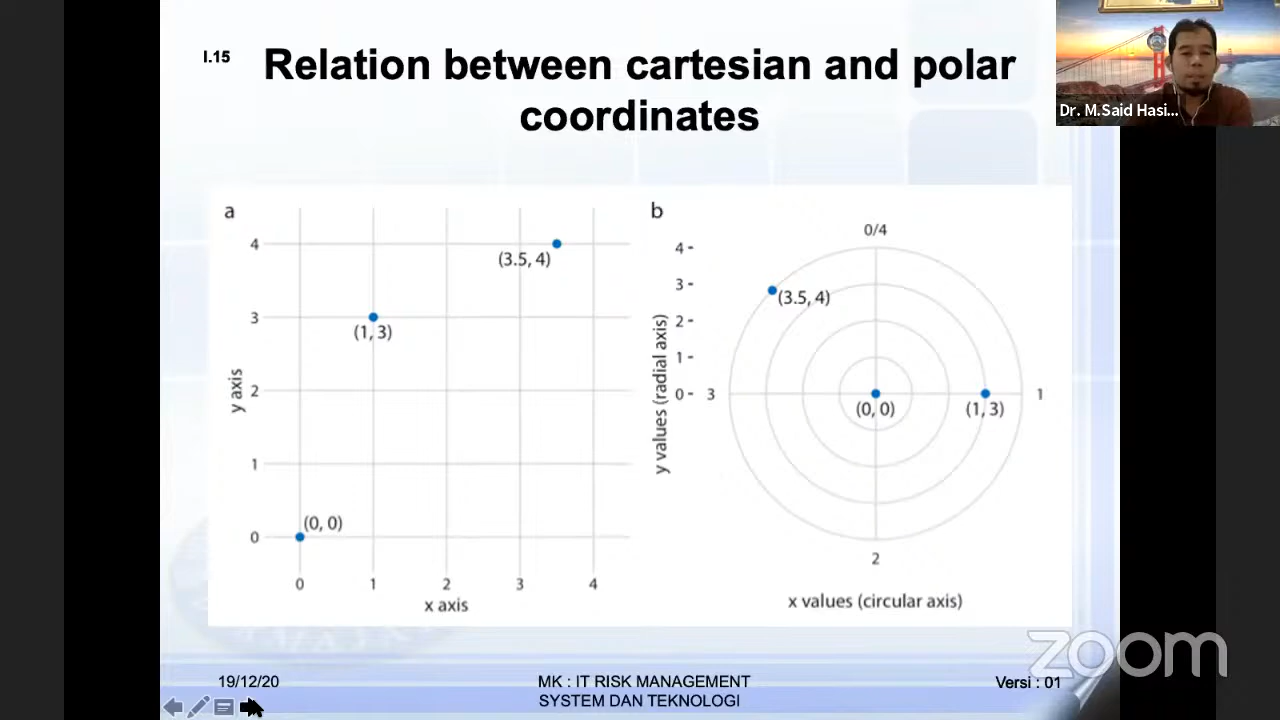 I.15
Relation between cartesian and polar
coordinates
Dr. M.Said Hasi...
a
4
3
2
1
0
y axis
(3.5, 4)
(1, 3)
(0, 0)
0 1 2 3 4
x axis
b
0/4
4 -
3 -
2 -
1 -
0 -
y values (radial axis)
3
1
2
(3.5, 4)
(0, 0)
(1, 3)
x values (circular axis)
zoom
19/12/20
MK : IT RISK MANAGEMENT
SYSTEM DAN TEKNOLOGI
Versi : 01